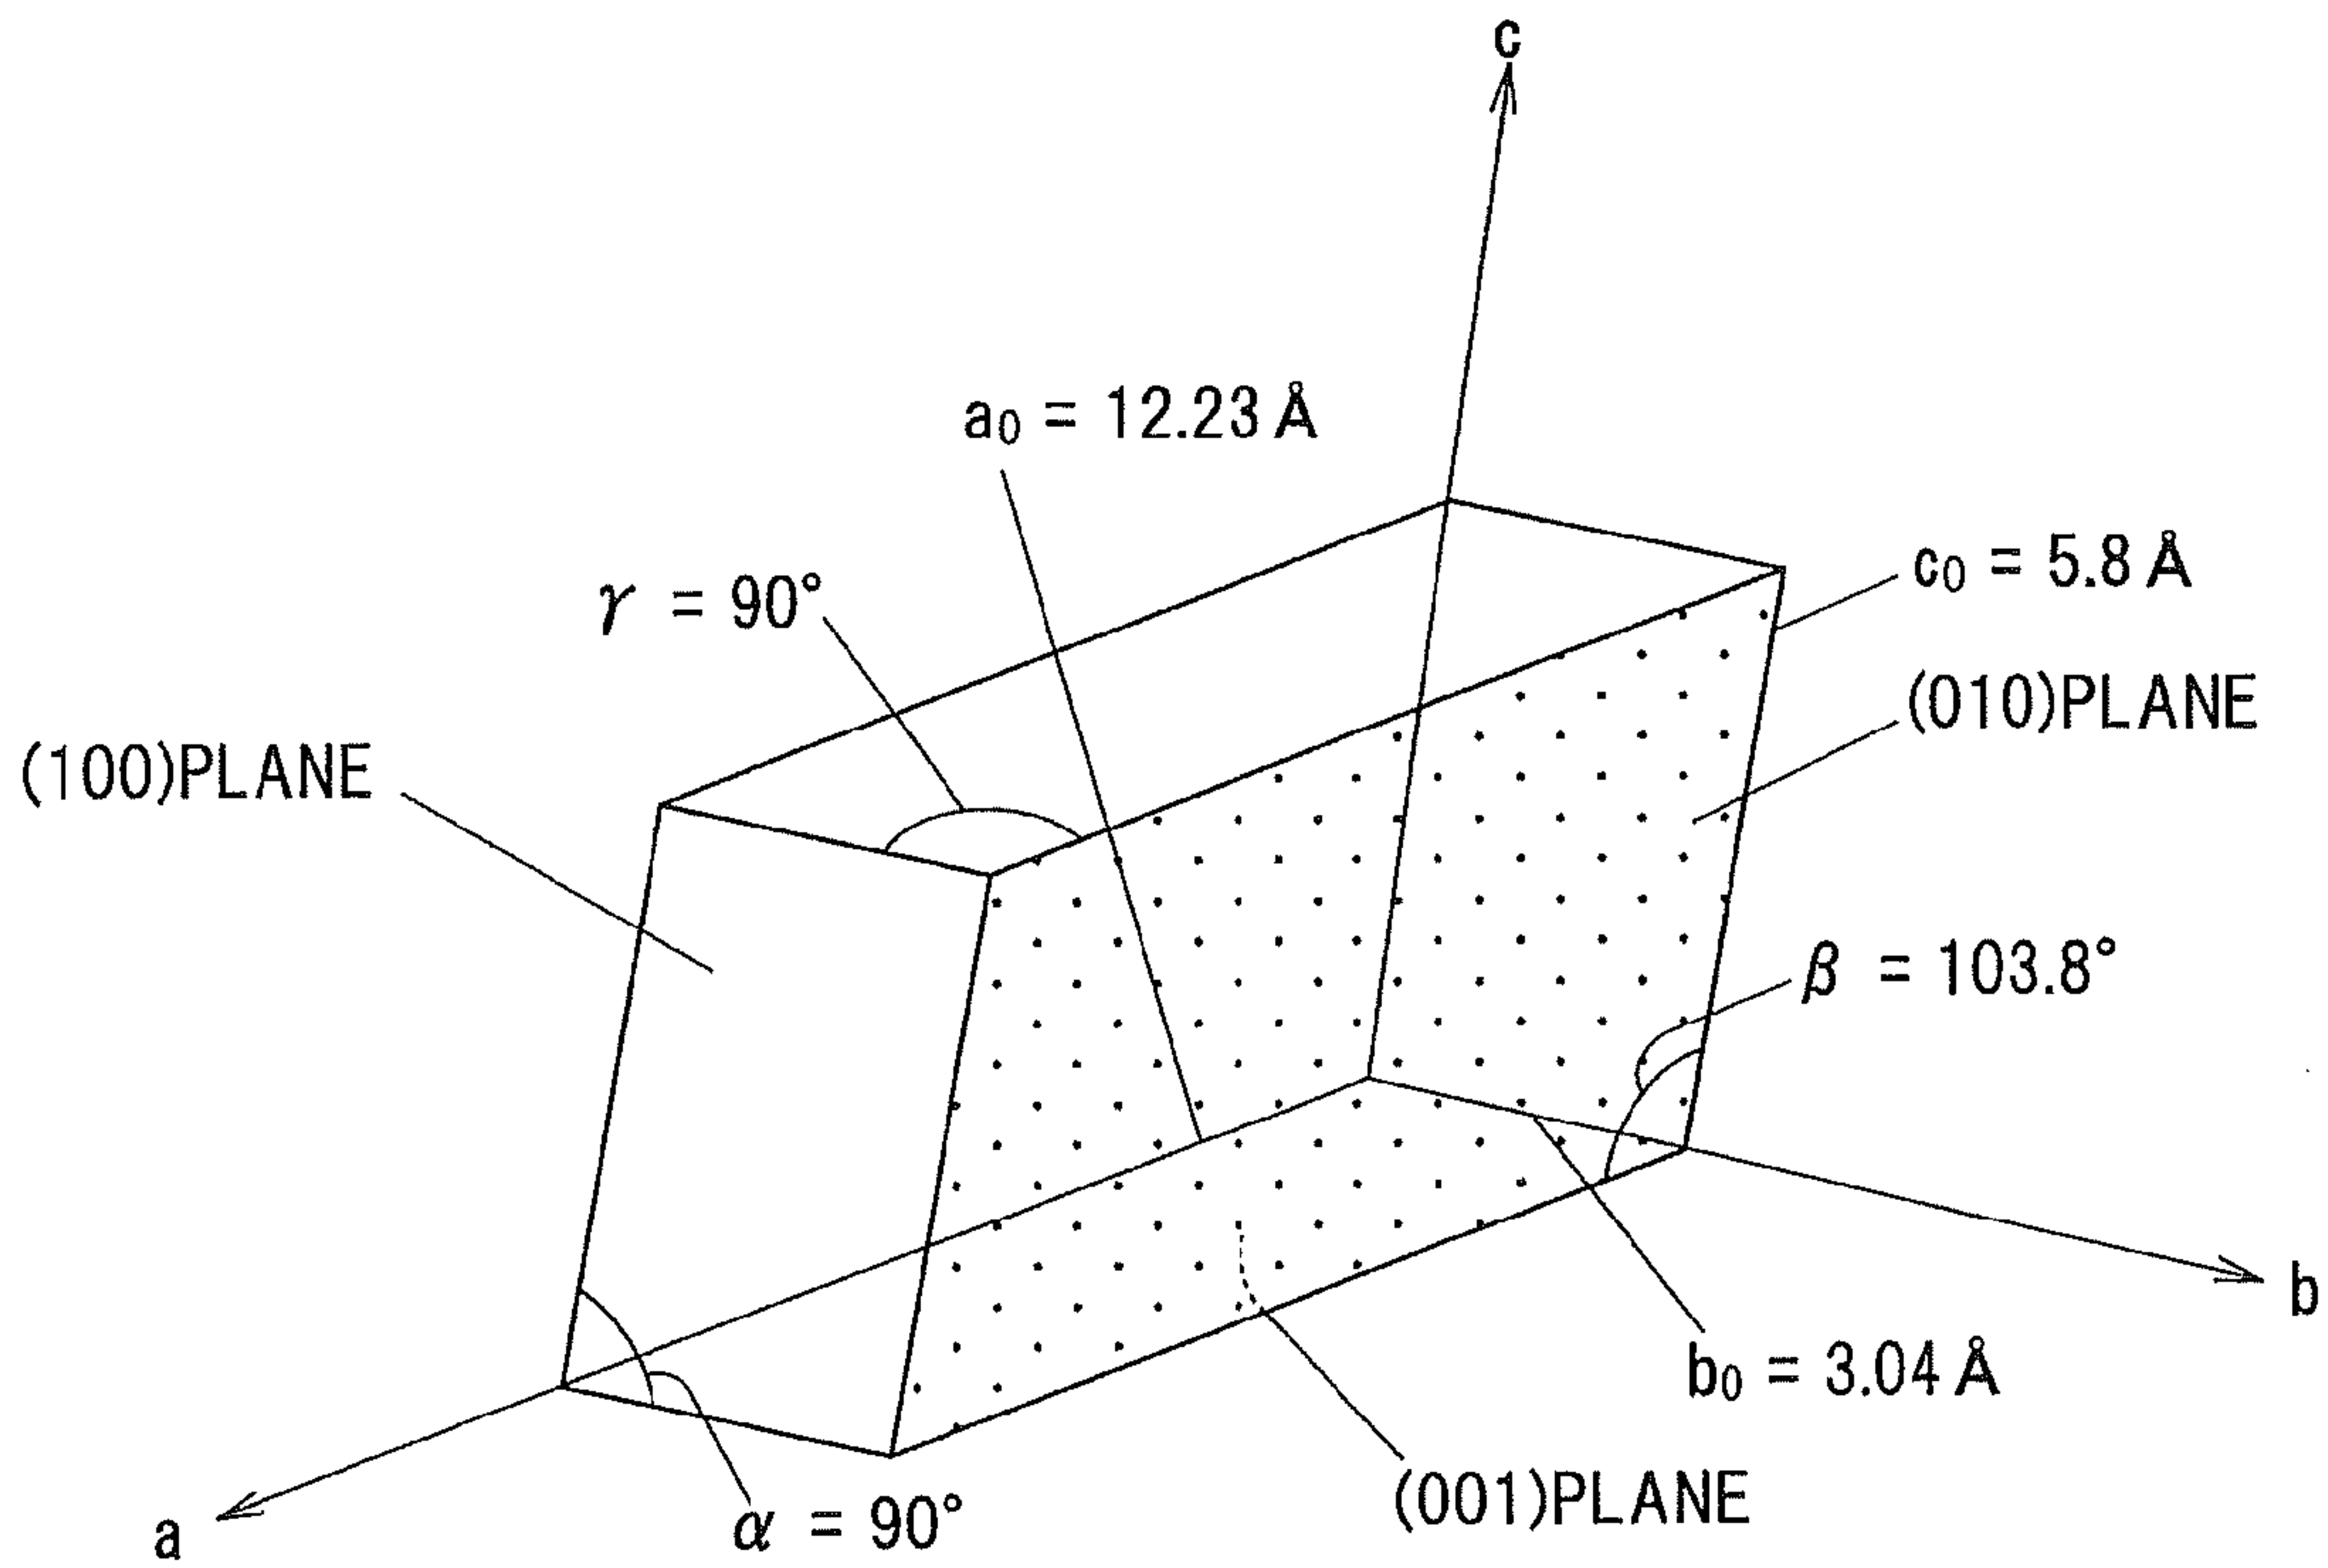 c
a₀ = 12.23 Å
c₀ = 5.8 Å
γ = 90°
(010)PLANE
(100)PLANE
β = 103.8°
b
b₀ = 3.04 Å
(001)PLANE
α = 90°
a